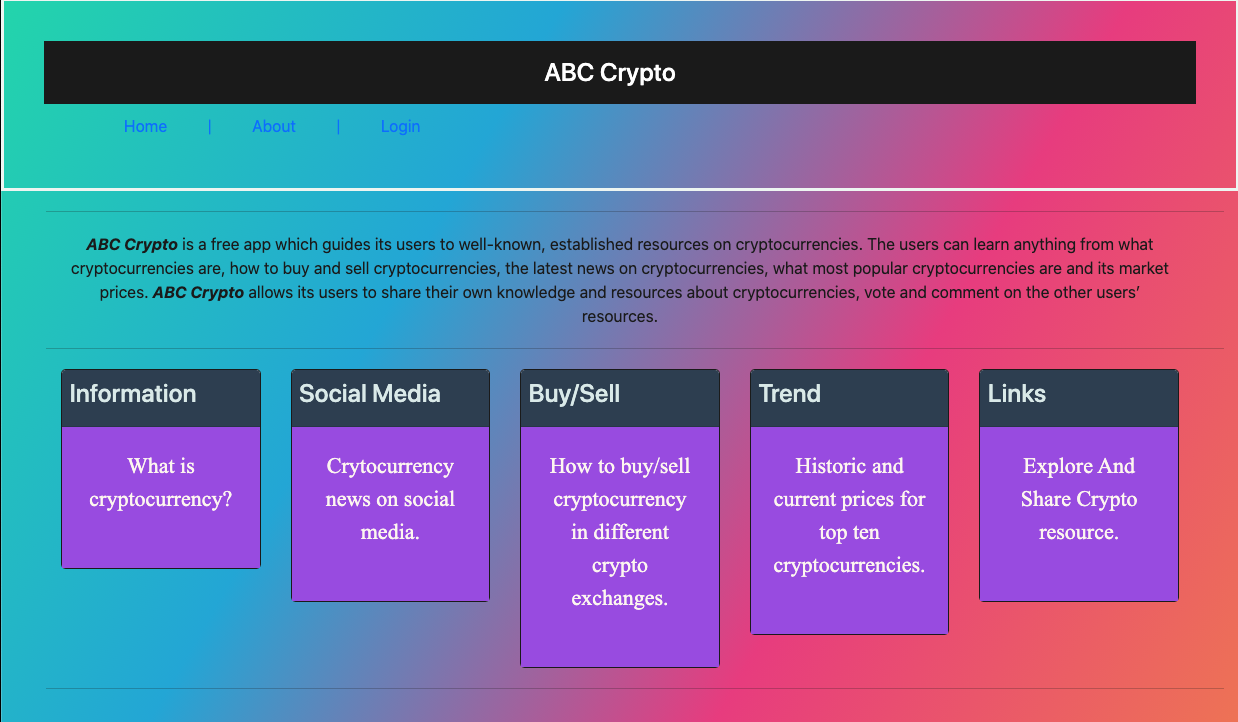 ABC Crypto
Home | About | Login
ABC Crypto is a free app which guides its users to well-known, established resources on cryptocurrencies. The users can learn anything from what
cryptocurrencies are, how to buy and sell cryptocurrencies, the latest news on cryptocurrencies, what most popular cryptocurrencies are and its market
prices. ABC Crypto allows its users to share their own knowledge and resources about cryptocurrencies, vote and comment on the other users’
resources.
Information
What is
cryptocurrency?
Social Media
Crytocurrency
news on social
media.
Buy/Sell
How to buy/sell
cryptocurrency
in different
crypto
exchanges.
Trend
Historic and
current prices for
top ten
cryptocurrencies.
Links
Explore And
Share Crypto
resource.